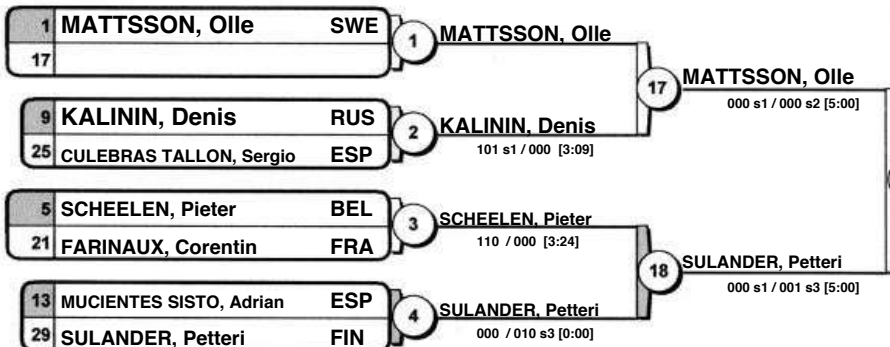 1 MATTSSON, Olle SWE
17
1 MATTSSON, Olle
9 KALININ, Denis RUS
25 CULEBRAS TALLON, Sergio ESP
2 KALININ, Denis
101 s1 / 000 [3:09]
17 MATTSSON, Olle
000 s1 / 000 s2 [5:00]
5 SCHEELEN, Pieter BEL
21 FARINAUX, Corentin FRA
3 SCHEELEN, Pieter
110 / 000 [3:24]
13 MUCIENTES SISTO, Adrian ESP
29 SULANDER, Petteri FIN
4 SULANDER, Petteri
000 / 010 s3 [0:00]
18 SULANDER, Petteri
000 s1 / 001 s3 [5:00]